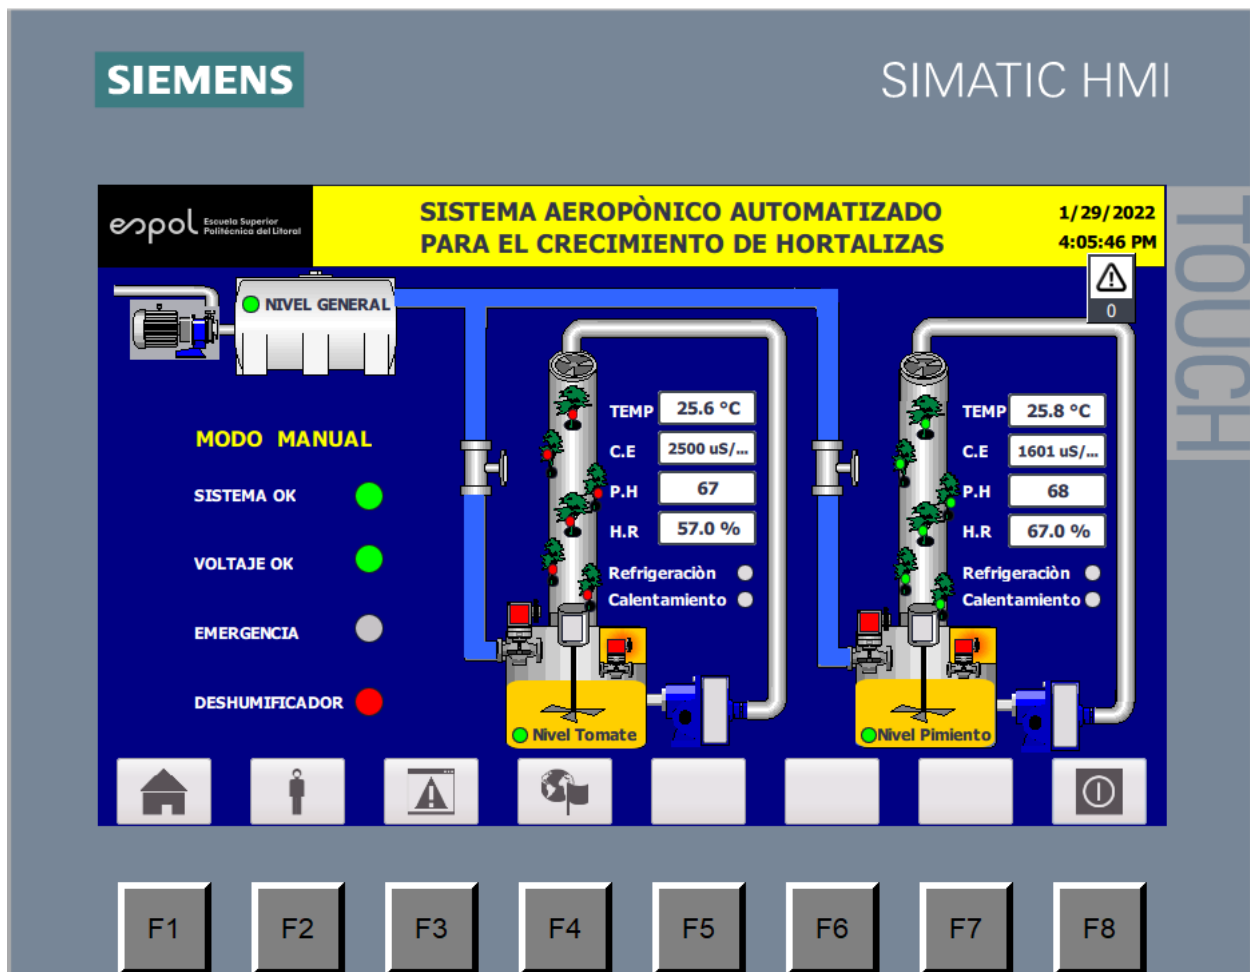 SIEMENS
SIMATIC HMI
TOUCH
espol Escuela Superior
Politécnica del Litoral
SISTEMA AEROPÒNICO AUTOMATIZADO
PARA EL CRECIMIENTO DE HORTALIZAS
1/29/2022
4:05:46 PM
0
NIVEL GENERAL
MODO MANUAL
SISTEMA OK
VOLTAJE OK
EMERGENCIA
DESHUMIFICADOR
TEMP 25.6 °C
C.E 2500 uS/...
P.H 67
H.R 57.0 %
Refrigeraciòn
Calentamiento
Nivel Tomate
TEMP 25.8 °C
C.E 1601 uS/...
P.H 68
H.R 67.0 %
Refrigeraciòn
Calentamiento
Nivel Pimiento
F1 F2 F3 F4 F5 F6 F7 F8